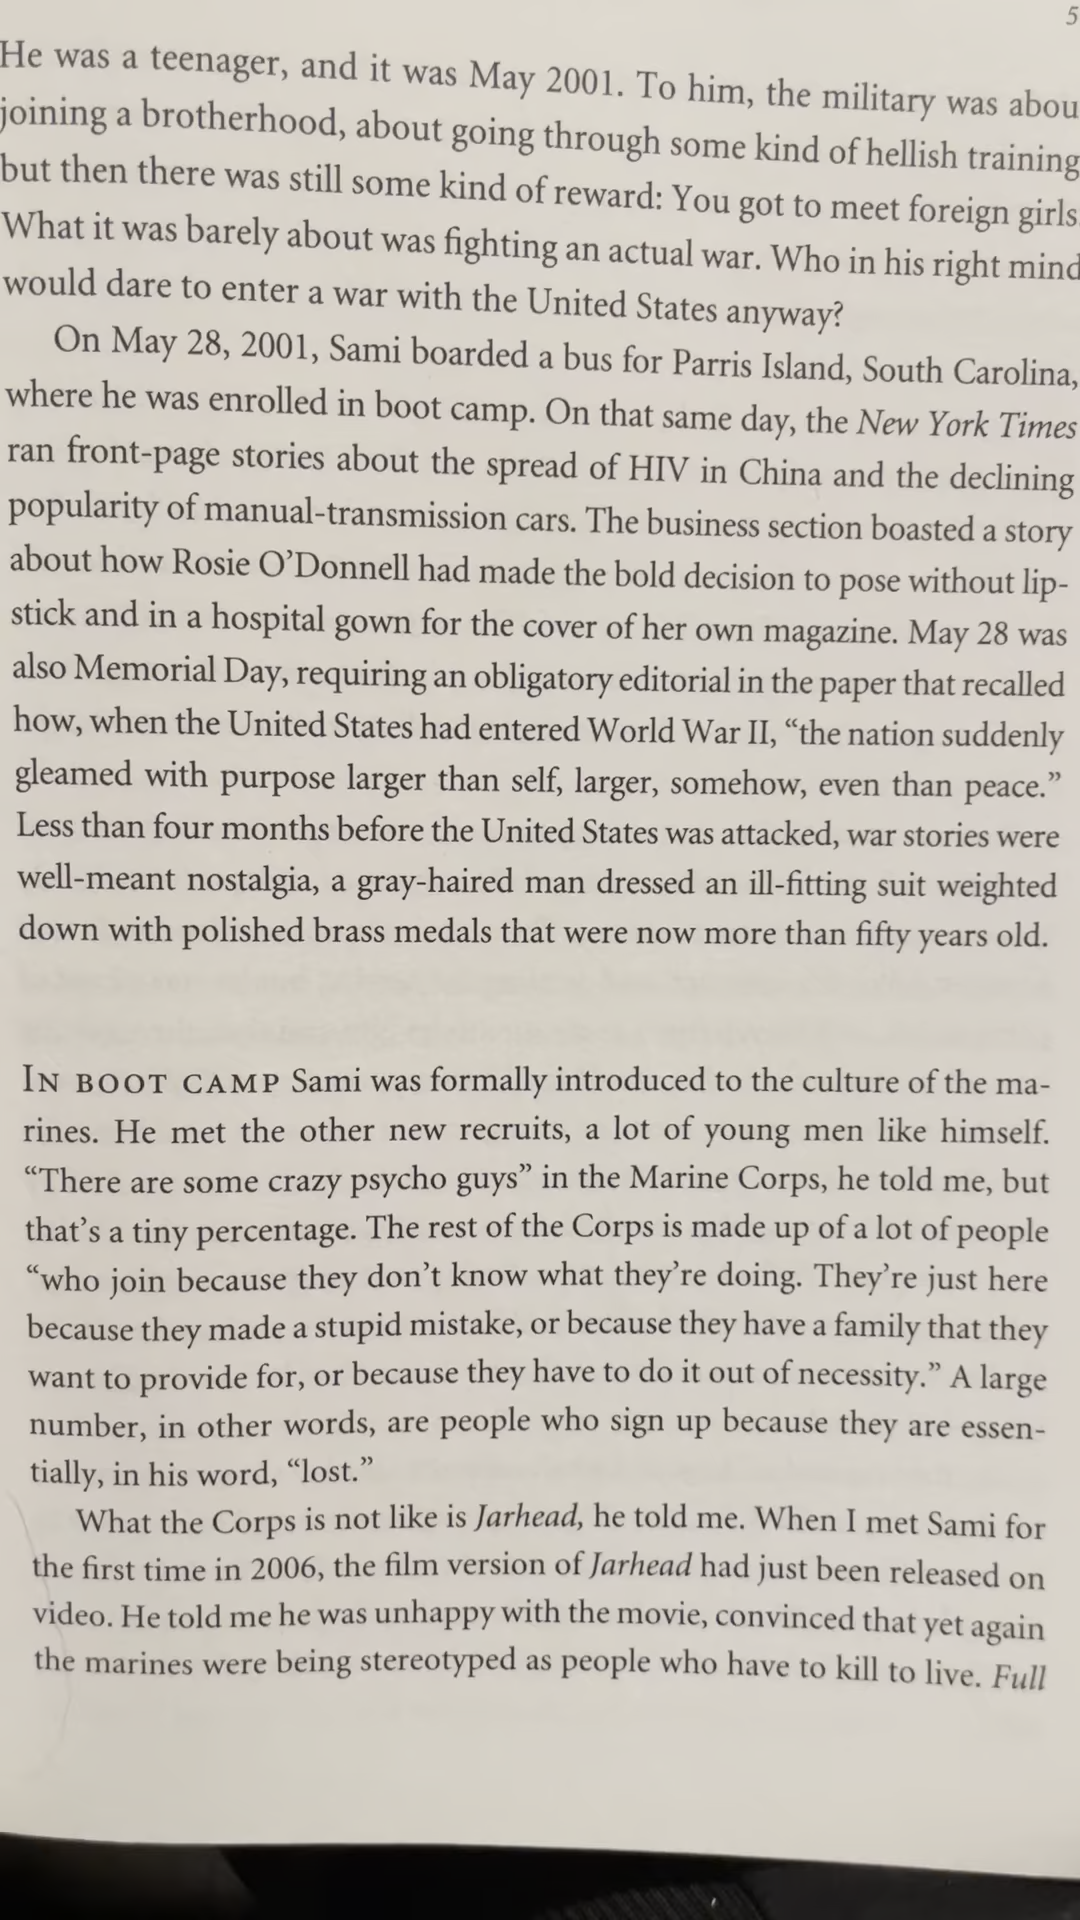 5
He was a teenager, and it was May 2001. To him, the military was abou
joining a brotherhood, about going through some kind of hellish training
but then there was still some kind of reward: You got to meet foreign girls.
What it was barely about was fighting an actual war. Who in his right mind
would dare to enter a war with the United States anyway?
On May 28, 2001, Sami boarded a bus for Parris Island, South Carolina,
where he was enrolled in boot camp. On that same day, the New York Times
ran front-page stories about the spread of HIV in China and the declining
popularity of manual-transmission cars. The business section boasted a story
about how Rosie O’Donnell had made the bold decision to pose without lip-
stick and in a hospital gown for the cover of her own magazine. May 28 was
also Memorial Day, requiring an obligatory editorial in the paper that recalled
how, when the United States had entered World War II, “the nation suddenly
gleamed with purpose larger than self, larger, somehow, even than peace.”
Less than four months before the United States was attacked, war stories were
well-meant nostalgia, a gray-haired man dressed an ill-fitting suit weighted
down with polished brass medals that were now more than fifty years old.
IN BOOT CAMP Sami was formally introduced to the culture of the ma-
rines. He met the other new recruits, a lot of young men like himself.
“There are some crazy psycho guys” in the Marine Corps, he told me, but
that’s a tiny percentage. The rest of the Corps is made up of a lot of people
“who join because they don’t know what they’re doing. They’re just here
because they made a stupid mistake, or because they have a family that they
want to provide for, or because they have to do it out of necessity.” A large
number, in other words, are people who sign up because they are essen-
tially, in his word, “lost.”
What the Corps is not like is Jarhead, he told me. When I met Sami for
the first time in 2006, the film version of Jarhead had just been released on
video. He told me he was unhappy with the movie, convinced that yet again
the marines were being stereotyped as people who have to kill to live. Full